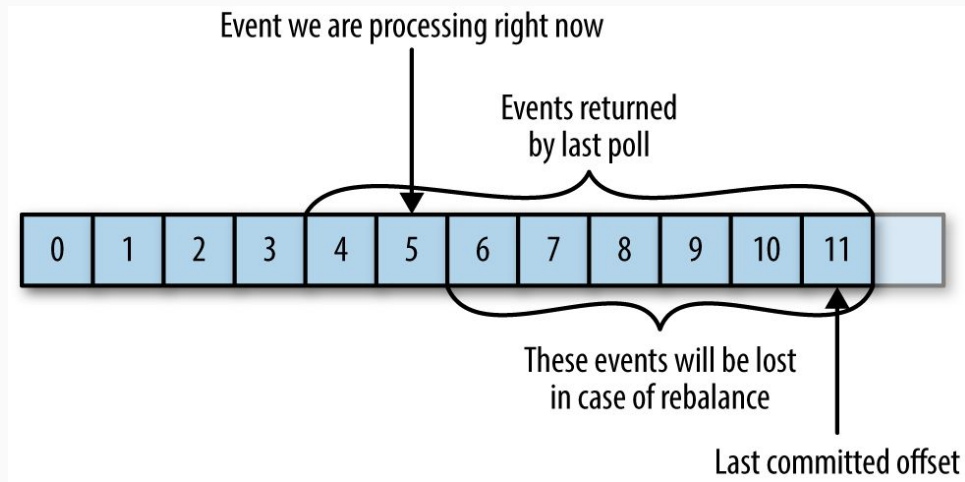 Event we are processing right now
Events returned
by last poll
0 1 2 3 4 5 6 7 8 9 10 11
These events will be lost
in case of rebalance
Last committed offset